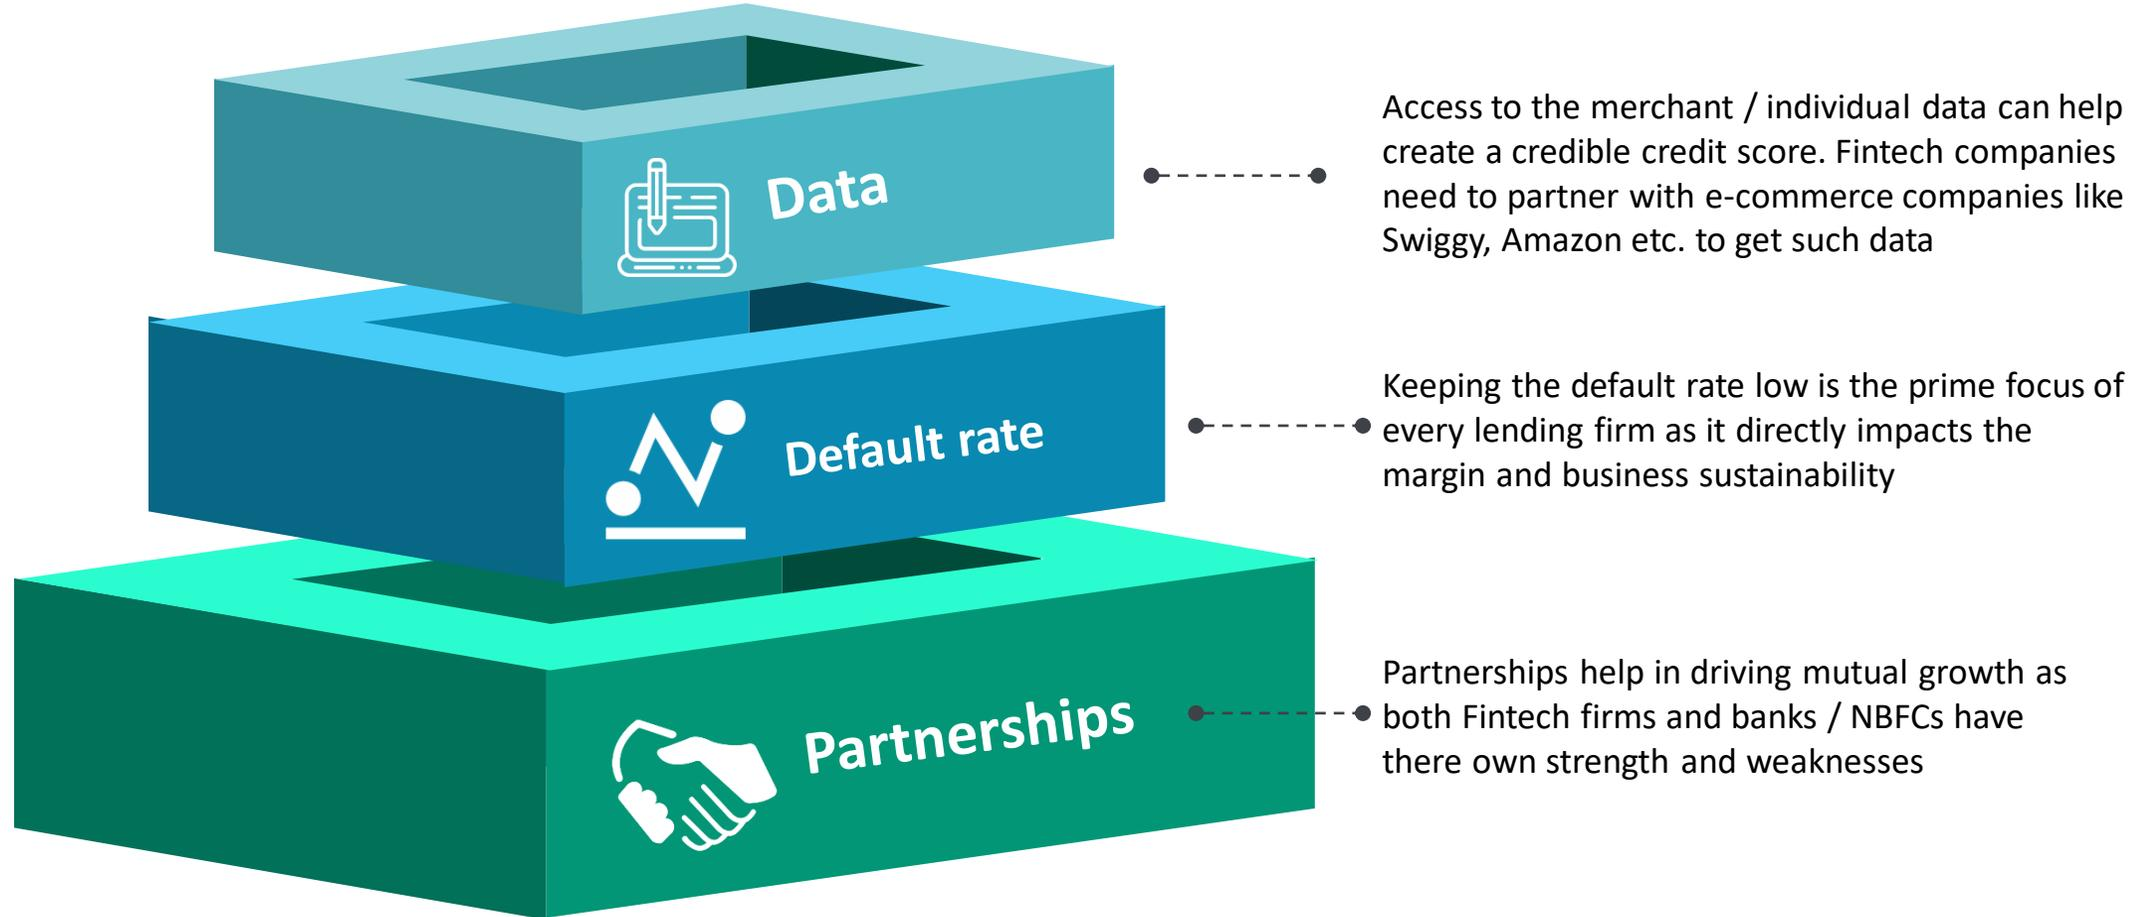 Data
Access to the merchant / individual data can help
create a credible credit score. Fintech companies
need to partner with e-commerce companies like
Swiggy, Amazon etc. to get such data
Default rate
Keeping the default rate low is the prime focus of
every lending firm as it directly impacts the
margin and business sustainability
Partnerships
Partnerships help in driving mutual growth as
both Fintech firms and banks / NBFCs have
there own strength and weaknesses